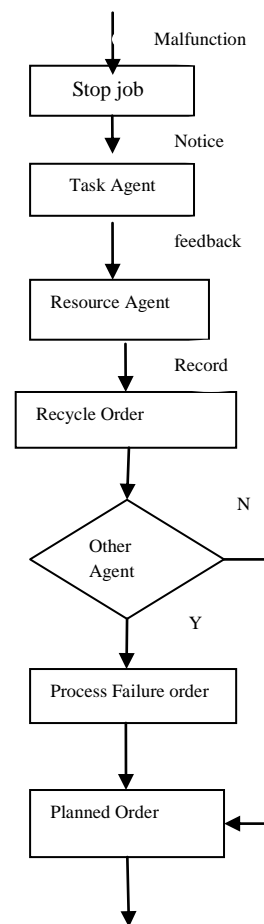 Malfunction
Stop job
Notice
Task Agent
feedback
Resource Agent
Record
Recycle Order
N
Other
Agent
Y
Process Failure order
Planned Order